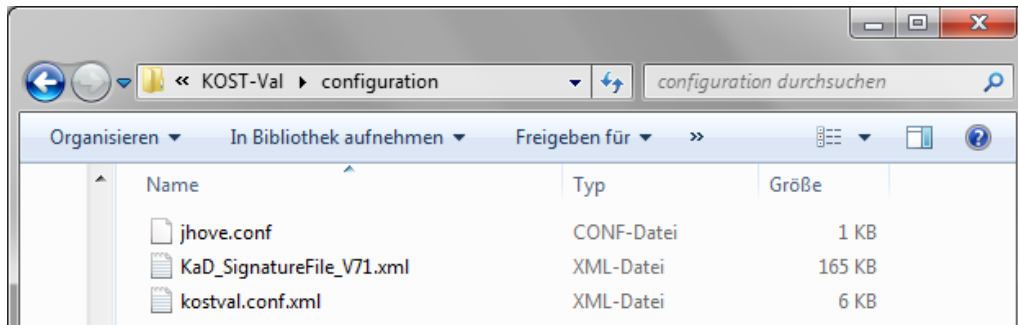 « KOST-Val ▸ configuration configuration durchsuchen
Organisieren In Bibliothek aufnehmen Freigeben für »
Name Typ Größe
jhove.conf CONF-Datei 1 KB
KaD_SignatureFile_V71.xml XML-Datei 165 KB
kostval.conf.xml XML-Datei 6 KB